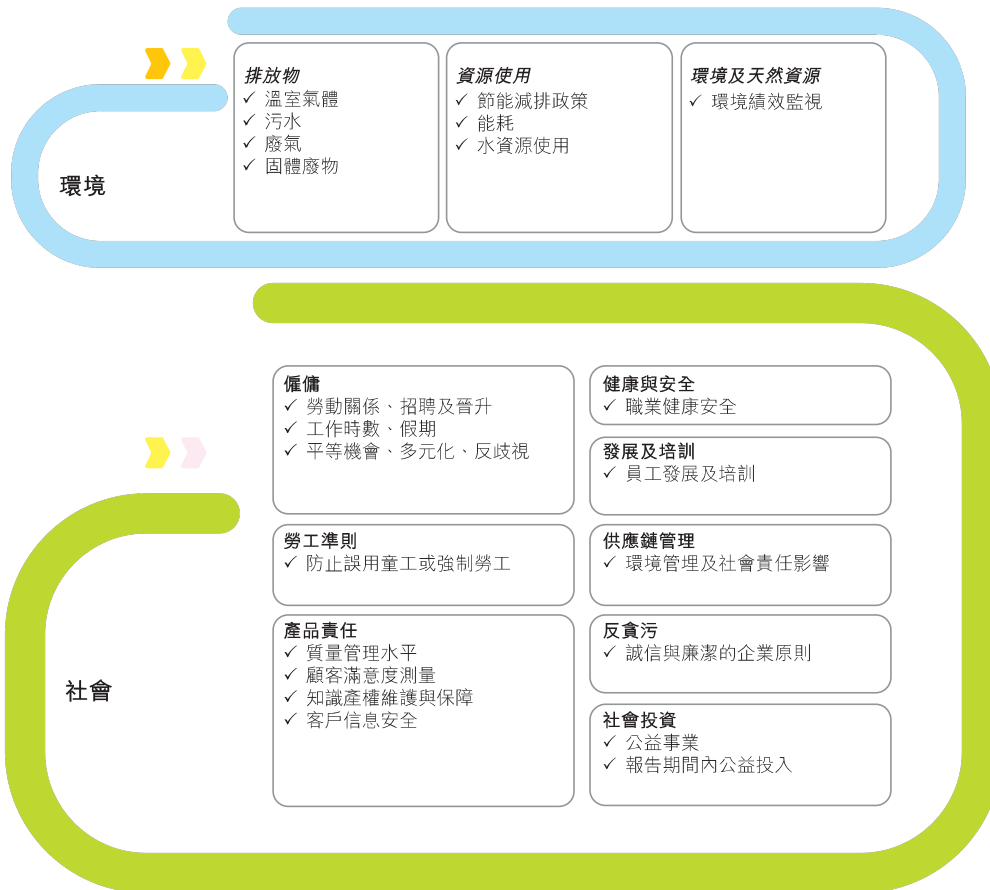 環境
排放物
✓ 溫室氣體
✓ 污水
✓ 廢氣
✓ 固體廢物
資源使用
✓ 節能減排政策
✓ 能耗
✓ 水資源使用
環境及天然資源
✓ 環境績效監視
社會
僱傭
✓ 勞動關係、招聘及晉升
✓ 工作時數、假期
✓ 平等機會、多元化、反歧視
健康與安全
✓ 職業健康安全
發展及培訓
✓ 員工發展及培訓
勞工準則
✓ 防止誤用童工或強制勞工
供應鏈管理
✓ 環境管理及社會責任影響
產品責任
✓ 質量管理水平
✓ 顧客滿意度測量
✓ 知識產權維護與保障
✓ 客戶信息安全
反貪污
✓ 誠信與廉潔的企業原則
社會投資
✓ 公益事業
✓ 報告期間內公益投入